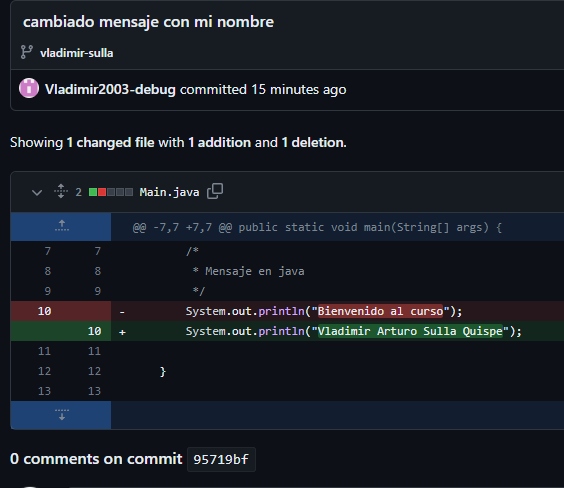 cambiado mensaje con mi nombre
vladimir-sulla
Vladimir2003-debug committed 15 minutes ago
Showing 1 changed file with 1 addition and 1 deletion.
2 Main.java
@@ -7,7 +7,7 @@ public static void main(String[] args) {
7 7 /*
8 8 * Mensaje en java
9 9 */
10 - System.out.println("Bienvenido al curso");
10 + System.out.println("Vladimir Arturo Sulla Quispe");
11 11
12 12 }
13 13
0 comments on commit 95719bf